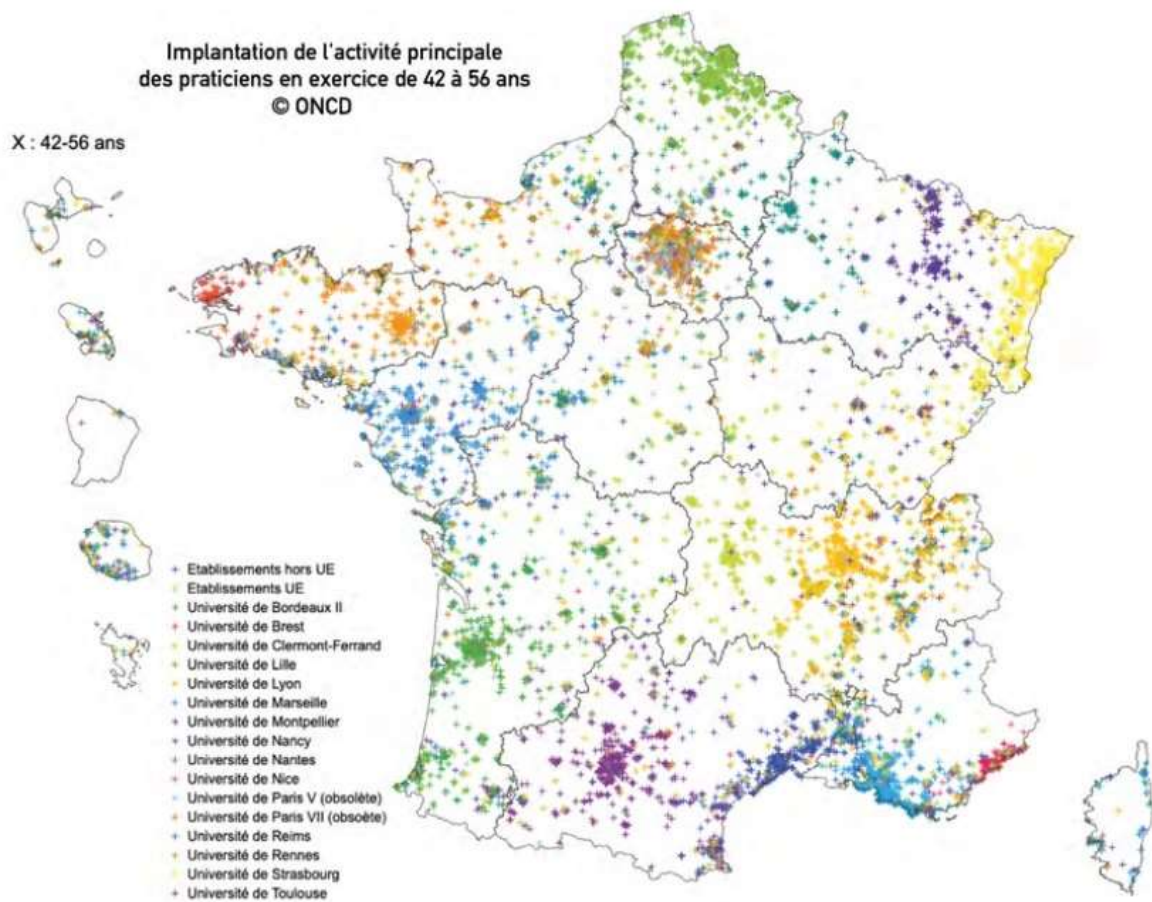 Implantation de l'activité principale
des praticiens en exercice de 42 à 56 ans
© ONCD
X : 42-56 ans
Etablissements hors UE
Etablissements UE
Université de Bordeaux II
Université de Brest
Université de Clermont-Ferrand
Université de Lille
Université de Lyon
Université de Marseille
Université de Montpellier
Université de Nancy
Université de Nantes
Université de Nice
Université de Paris V (obsolète)
Université de Paris VII (obsoète)
Université de Reims
Université de Rennes
Université de Strasbourg
Université de Toulouse